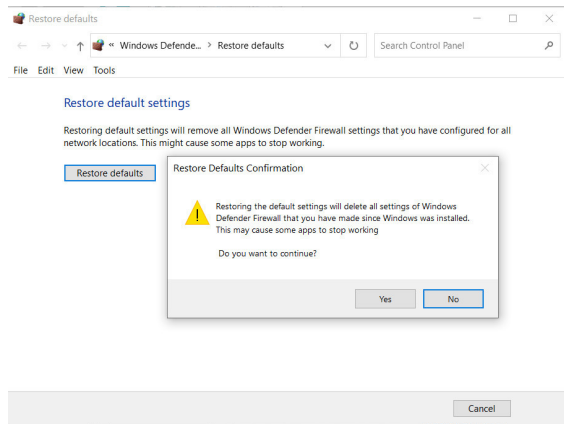 Restore defaults
« Windows Defende... > Restore defaults
Search Control Panel
File Edit View Tools
Restore default settings
Restoring default settings will remove all Windows Defender Firewall settings that you have configured for all
network locations. This might cause some apps to stop working.
Restore defaults
Restore Defaults Confirmation
Restoring the default settings will delete all settings of Windows
Defender Firewall that you have made since Windows was installed.
This may cause some apps to stop working
Do you want to continue?
Yes No
Cancel